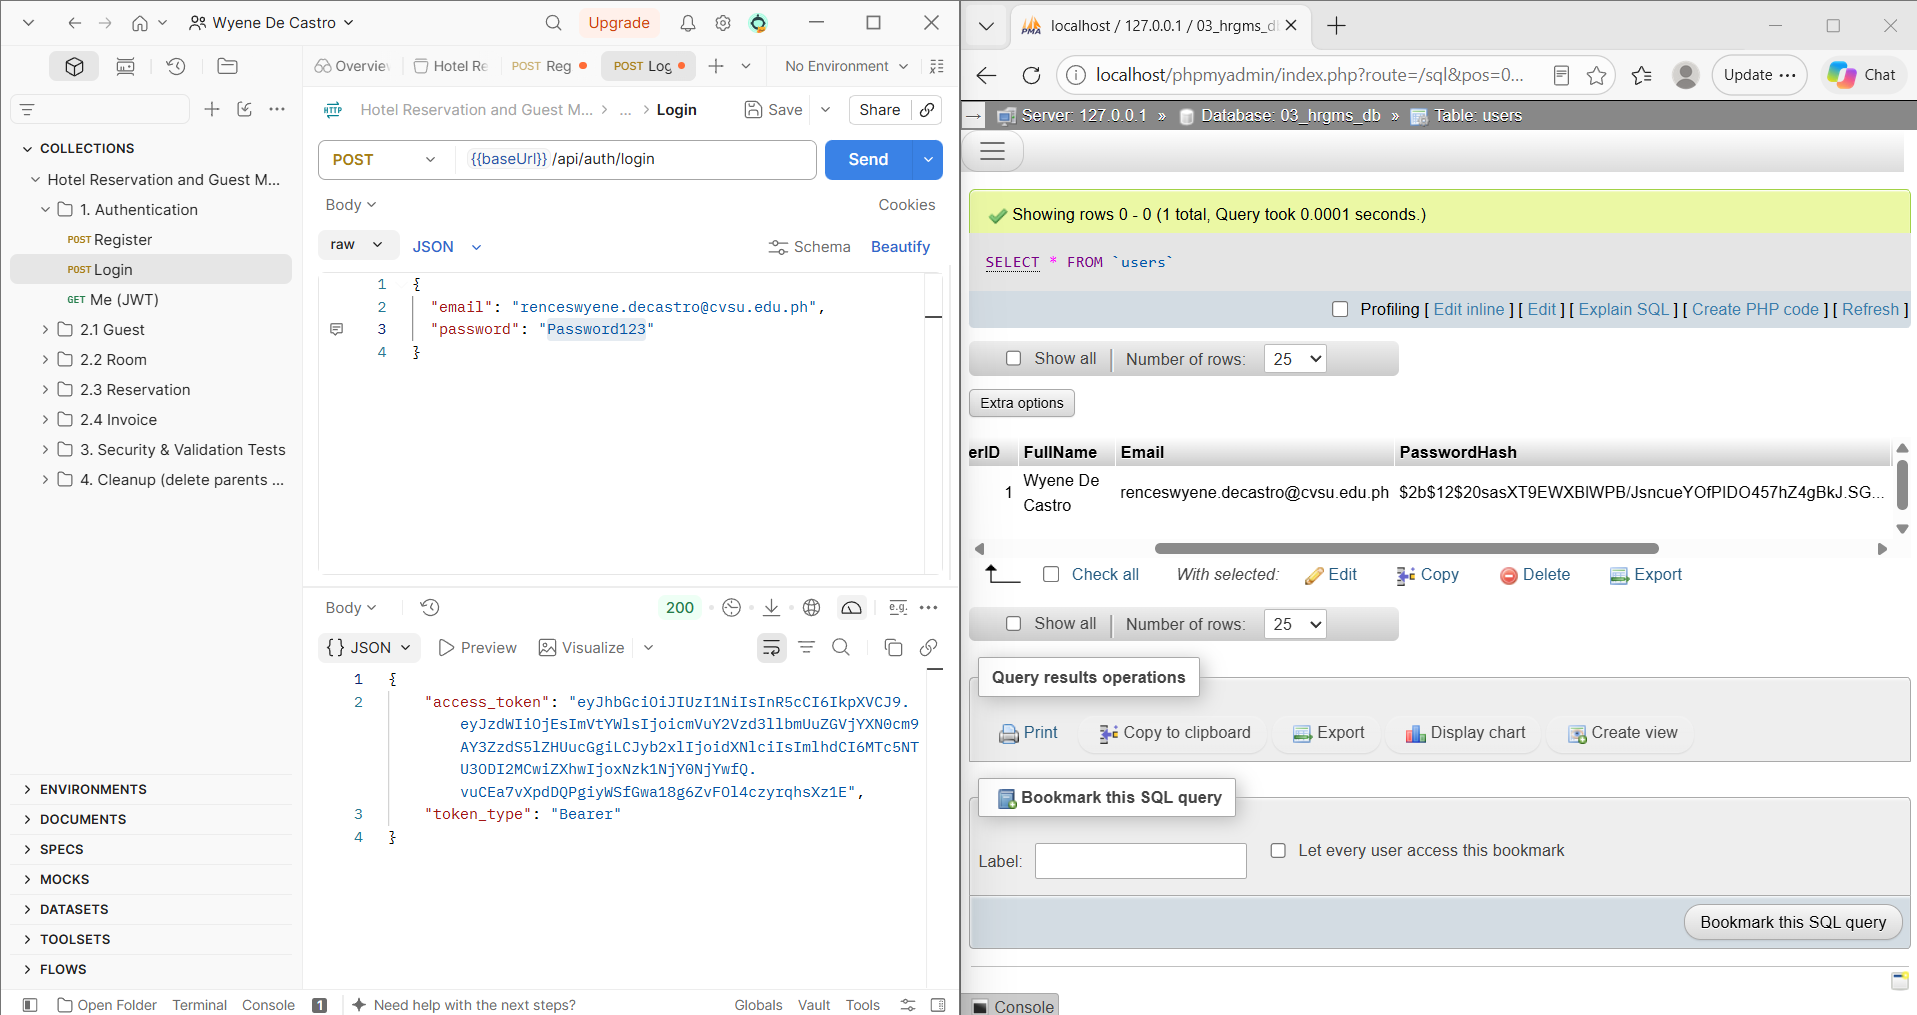 Wyene De Castro
Upgrade
Overvie
Hotel Re
POST Reg
POST Log
No Environment
Hotel Reservation and Guest M... > ... > Login
Save
Share
COLLECTIONS
Hotel Reservation and Guest M...
1. Authentication
POST Register
POST Login
GET Me (JWT)
2.1 Guest
2.2 Room
2.3 Reservation
2.4 Invoice
3. Security & Validation Tests
4. Cleanup (delete parents ...
ENVIRONMENTS
DOCUMENTS
SPECS
MOCKS
DATASETS
TOOLSETS
FLOWS
HTTP
POST
{{baseUrl}} /api/auth/login
Send
Body
Cookies
raw
JSON
Schema
Beautify
1 {
2 "email": "renceswyene.decastro@cvsu.edu.ph",
3 "password": "Password123"
4 }
Body
200
e.g.
{ } JSON
Preview
Visualize
1 {
2 "access_token": "eyJhbGciOiJIUzI1NiIsInR5cCI6IkpXVCJ9.
eyJzdWIiOjEsImVtYWlsIjoicmVuY2Vzd3llbmUuZGVjYXN0cm9
AY3ZzdS5lZHUucGgiLCJyb2xlIjoidXNlciIsImlhdCI6MTc5NT
U3ODI2MCwiZXhwIjoxNzk1NjY0NjYwfQ.
vuCEa7vXpdDQPgiyWSfGwa18g6ZvFOl4czyrqhsXz1E",
3 "token_type": "Bearer"
4 }
Open Folder
Terminal
Console
1
Need help with the next steps?
Globals
Vault
Tools
PMA
localhost / 127.0.0.1 / 03_hrgms_d
localhost/phpmyadmin/index.php?route=/sql&pos=0...
Update
Chat
Server: 127.0.0.1 » Database: 03_hrgms_db » Table: users
Showing rows 0 - 0 (1 total, Query took 0.0001 seconds.)
SELECT * FROM `users`
Profiling [ Edit inline ] [ Edit ] [ Explain SQL ] [ Create PHP code ] [ Refresh ]
Show all
Number of rows:
25
Extra options
erID
FullName
Email
PasswordHash
1
Wyene De
Castro
renceswyene.decastro@cvsu.edu.ph
$2b$12$20sasXT9EWXBIWPB/JsncueYOfPIDO457hZ4gBkJ.SG...
Check all
With selected:
Edit
Copy
Delete
Export
Show all
Number of rows:
25
Query results operations
Print
Copy to clipboard
Export
Display chart
Create view
Bookmark this SQL query
Label:
Let every user access this bookmark
Bookmark this SQL query
Console